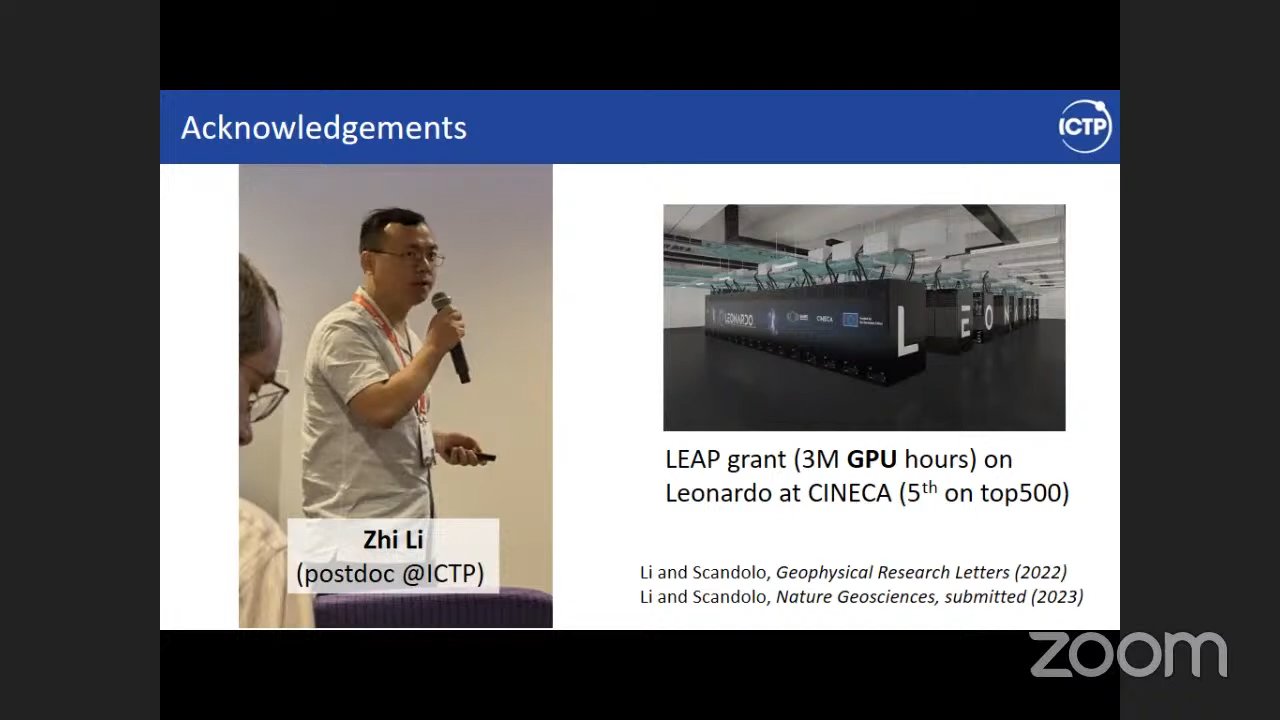 Acknowledgements
ICTP
LEONARDO
CINECA
L
E
O
N
Zhi Li
(postdoc @ICTP)
LEAP grant (3M GPU hours) on
Leonardo at CINECA (5th on top500)
Li and Scandolo, Geophysical Research Letters (2022)
Li and Scandolo, Nature Geosciences, submitted (2023)
zoom